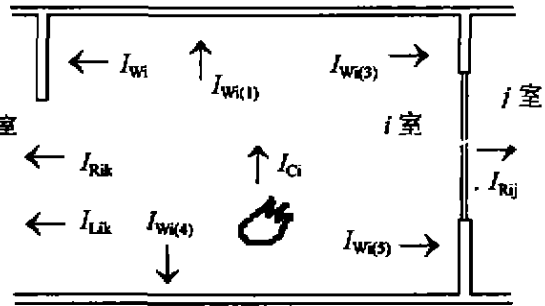 I_Wi I_Wi(1) I_Wi(3)
室 i 室 j 室
I_Rik I_Ci I_Rij
I_Lik I_Wi(4) I_Wi(5)